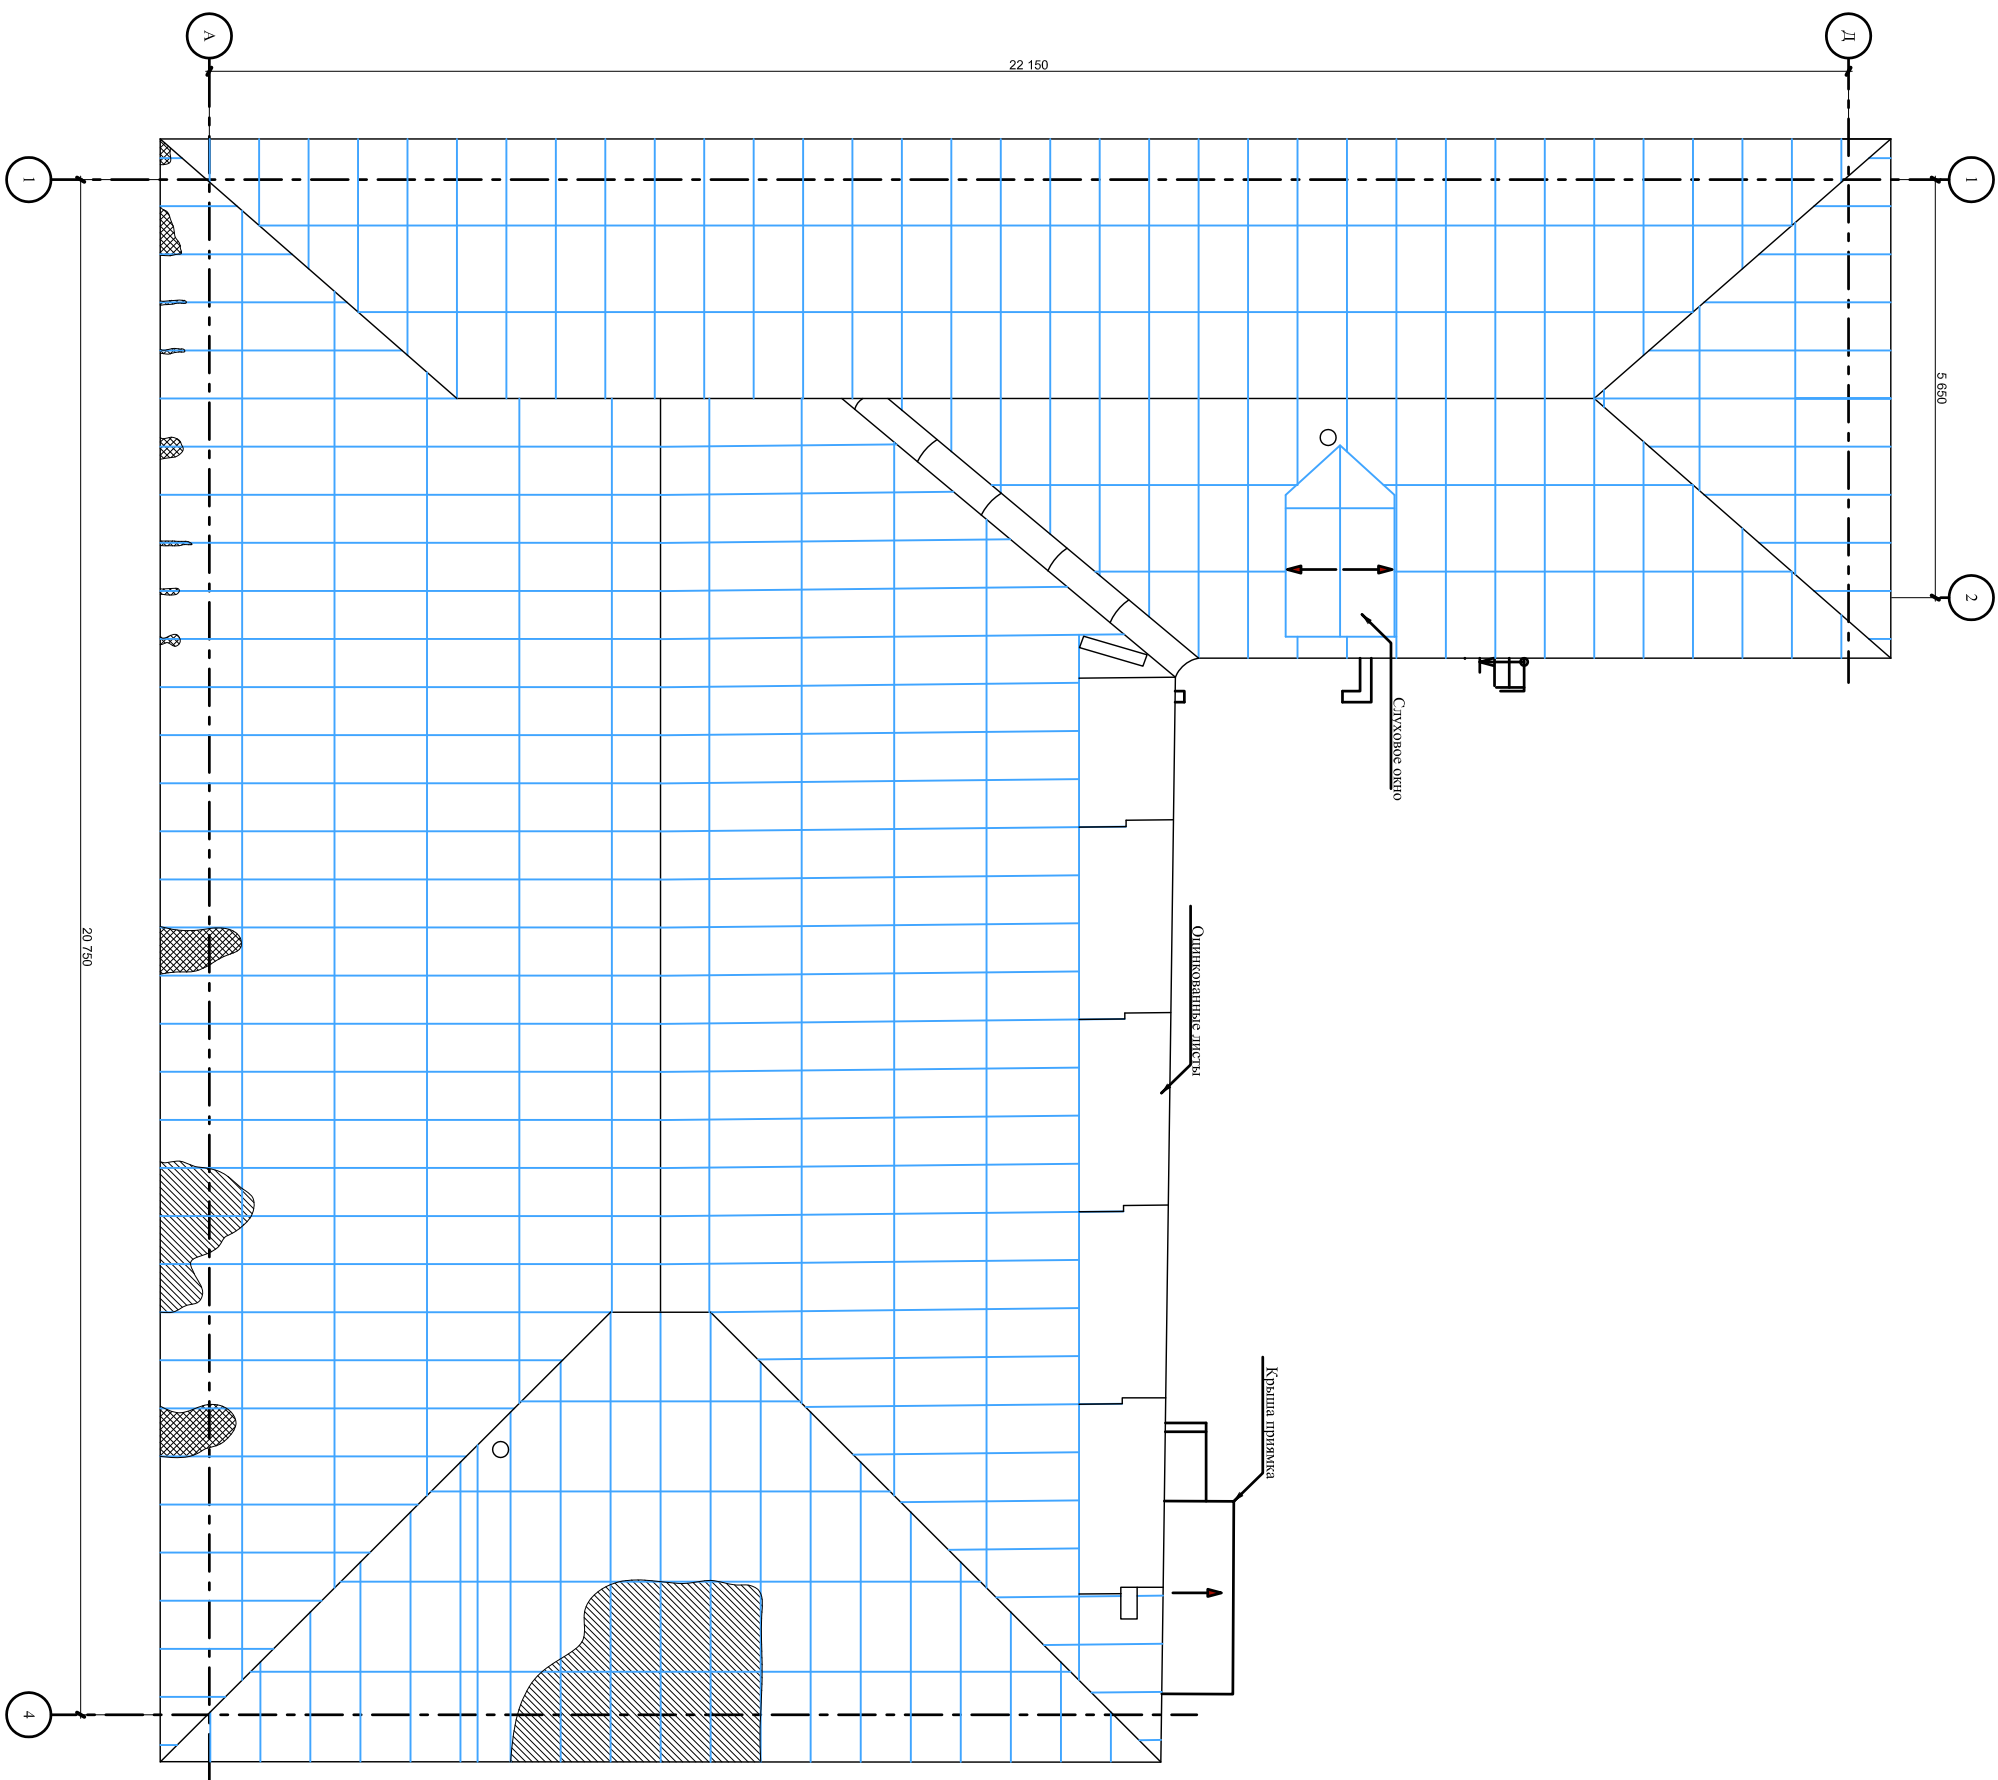 А
Д
22 150
1
1
5 650
2
Слуховое окно
20 750
Оцинкованные листы
Крыша приямка
4